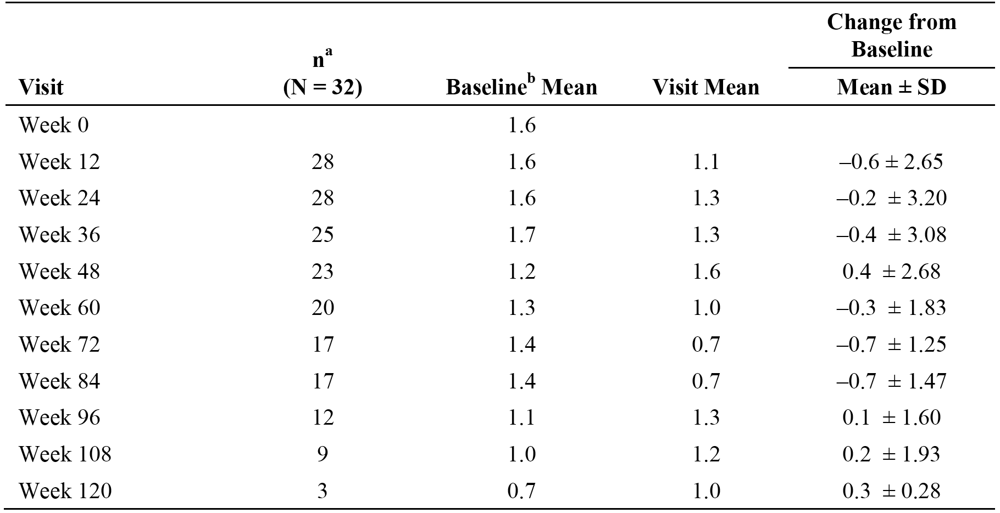 Change from
Baseline
Visit n^a (N = 32) Baseline^b Mean Visit Mean Mean ± SD
Week 0 1.6
Week 12 28 1.6 1.1 –0.6 ± 2.65
Week 24 28 1.6 1.3 –0.2 ± 3.20
Week 36 25 1.7 1.3 –0.4 ± 3.08
Week 48 23 1.2 1.6 0.4 ± 2.68
Week 60 20 1.3 1.0 –0.3 ± 1.83
Week 72 17 1.4 0.7 –0.7 ± 1.25
Week 84 17 1.4 0.7 –0.7 ± 1.47
Week 96 12 1.1 1.3 0.1 ± 1.60
Week 108 9 1.0 1.2 0.2 ± 1.93
Week 120 3 0.7 1.0 0.3 ± 0.28